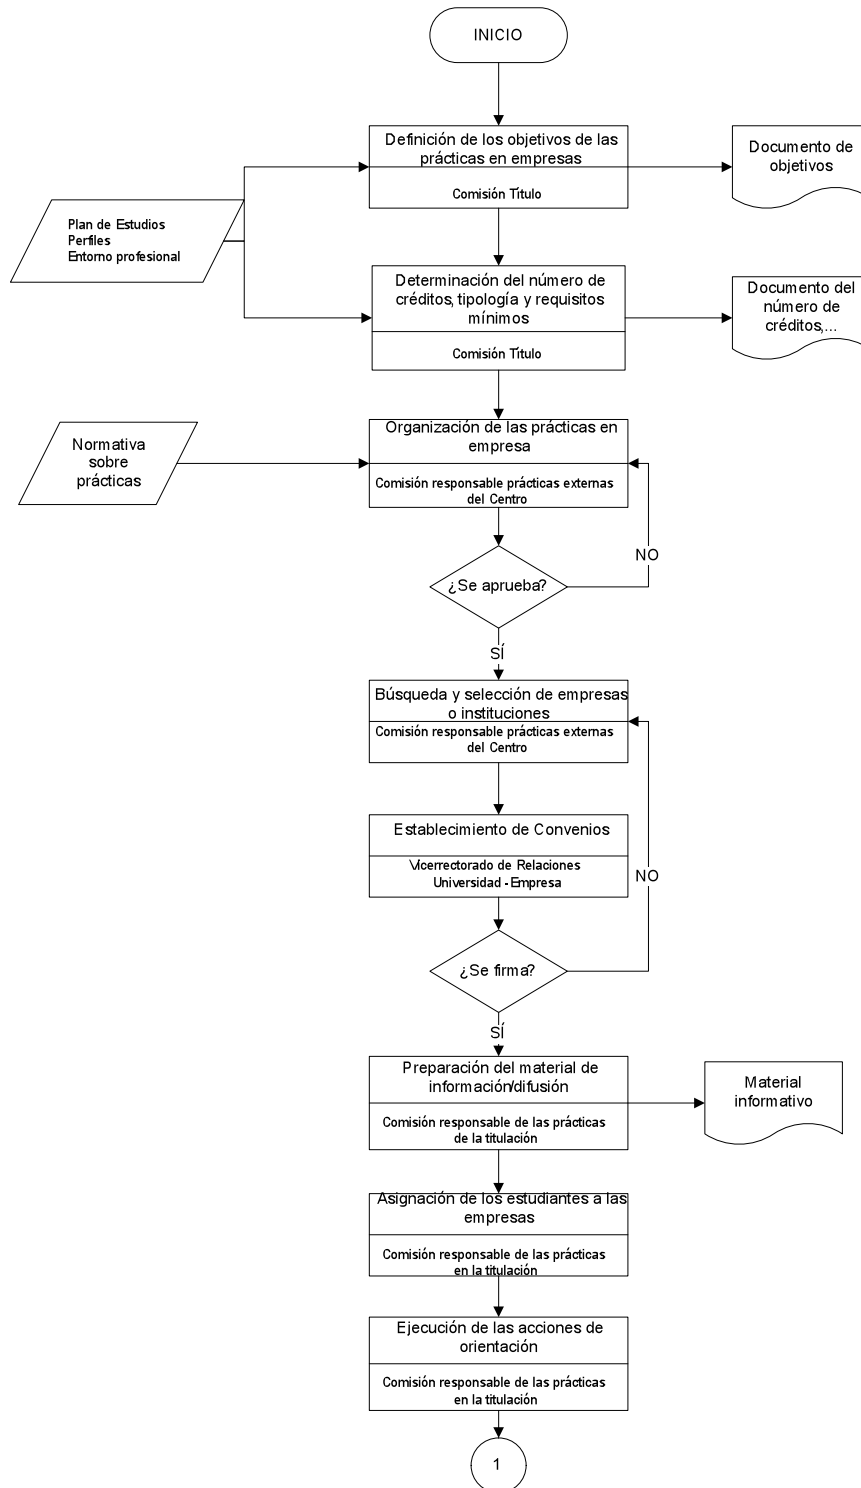 INICIO
Definición de los objetivos de las
prácticas en empresas
Comisión Título
Documento de
objetivos
Plan de Estudios
Perfiles
Entorno profesional
Determinación del número de
créditos, tipología y requisitos
mínimos
Comisión Título
Documento del
número de
créditos,...
Normativa
sobre
prácticas
Organización de las prácticas en
empresa
Comisión responsable prácticas externas
del Centro
NO
¿Se aprueba?
SÍ
Búsqueda y selección de empresas
o instituciones
Comisión responsable prácticas externas
del Centro
Establecimiento de Convenios
Vicerrectorado de Relaciones
Universidad - Empresa
NO
¿Se firma?
SÍ
Preparación del material de
información/difusión
Comisión responsable de las prácticas
de la titulación
Material
informativo
Asignación de los estudiantes a las
empresas
Comisión responsable de las prácticas
en la titulación
Ejecución de las acciones de
orientación
Comisión responsable de las prácticas
en la titulación
1